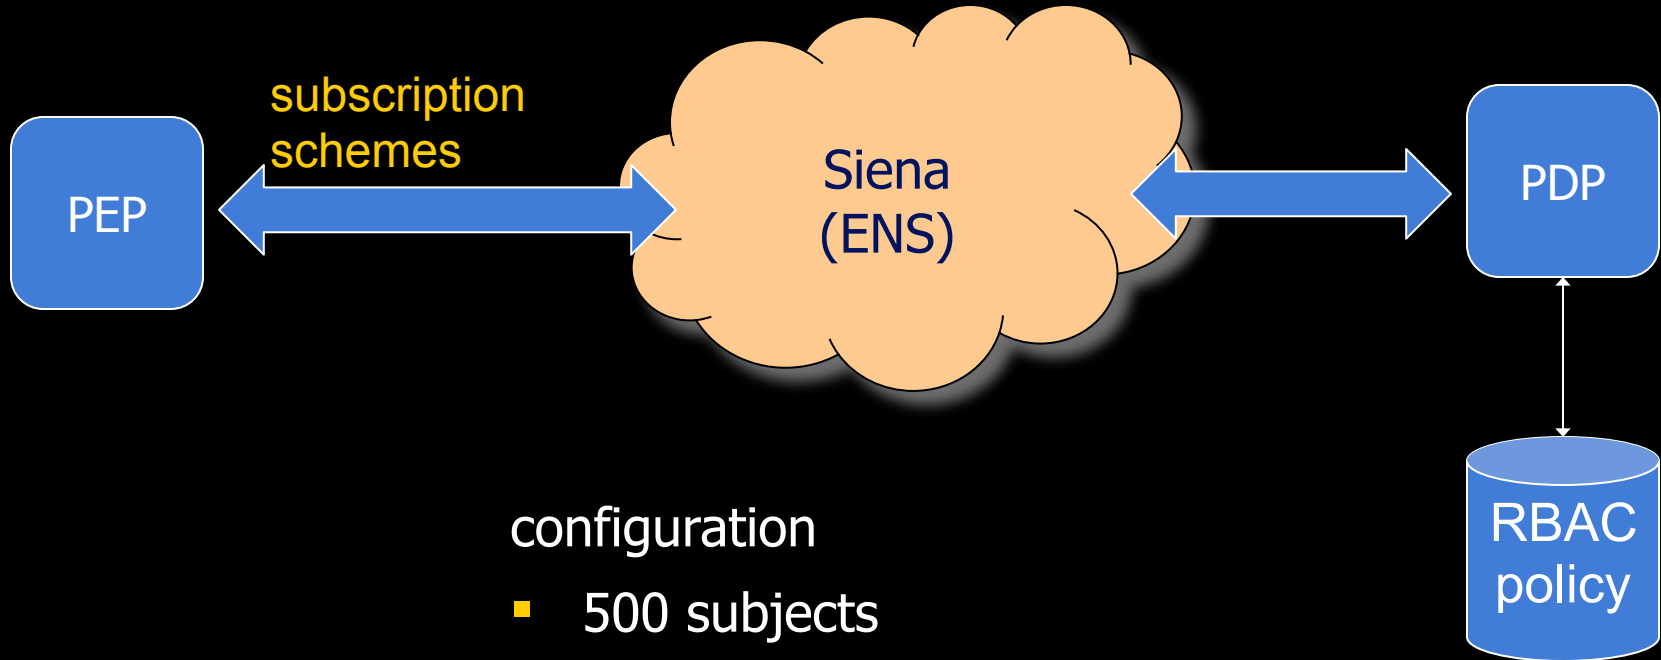 subscription
schemes
PEP
Siena
(ENS)
PDP
RBAC
policy
configuration
▪ 500 subjects